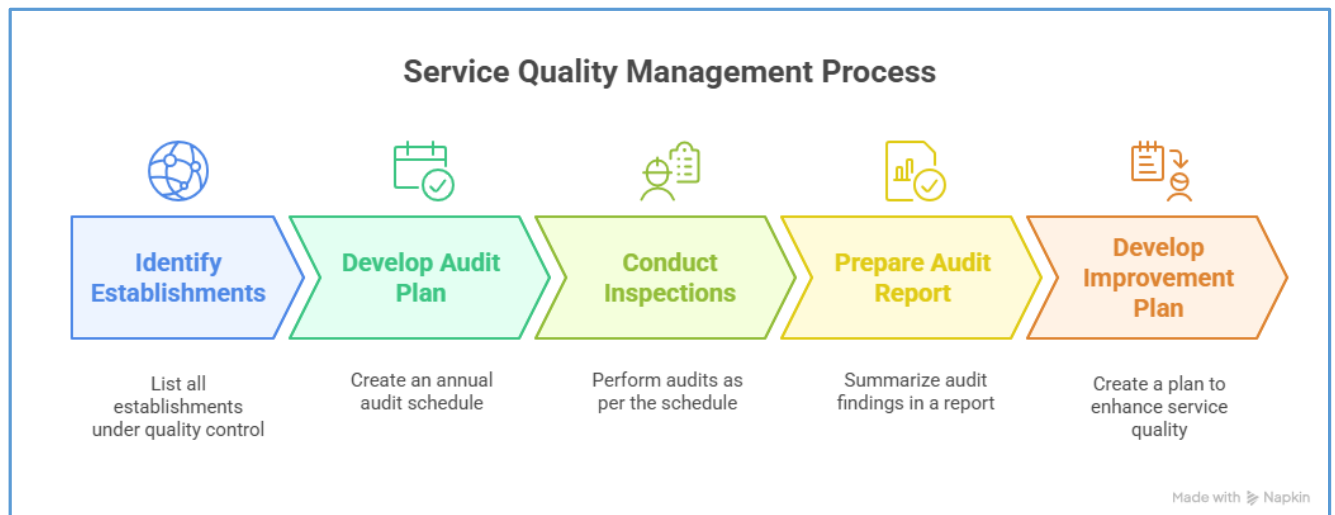 Service Quality Management Process
Identify
Establishments
Develop Audit
Plan
Conduct
Inspections
Prepare Audit
Report
Develop
Improvement
Plan
List all
establishments
under quality control
Create an annual
audit schedule
Perform audits as
per the schedule
Summarize audit
findings in a report
Create a plan to
enhance service
quality
Made with Napkin